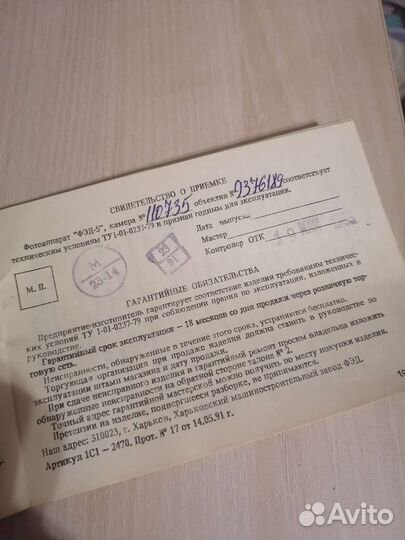 СВИДЕТЕЛЬСТВО О ПРИЕМКЕ
Фотоаппарат "ФЭД-5", камера № 110735 объектив № 9376189 соответствует
техническим условиям ТУ1-01-0237-79 и признан годным для эксплуатации.
Дата выпуска
Мастер
Контролер ОТК
М. П.
М
23-14
23
91
ГАРАНТИЙНЫЕ ОБЯЗАТЕЛЬСТВА
Предприятие-изготовитель гарантирует соответствие изделия требованиям техничес-
ких условий ТУ 1-01-0237-79 при соблюдении правил по эксплуатации, изложенных в
руководстве.
Гарантийный срок эксплуатации — 18 месяцев со дня продажи через розничную тор-
говую сеть.
Неисправности, обнаруженные в течение этого срока, устраняются бесплатно.
Торгующая организация при продаже изделия должна ставить в руководстве по
эксплуатации штамп магазина и дату продажи.
При сдаче неисправного изделия в гарантийный ремонт просим владельца изложить
обнаруженные неисправности на обратной стороне талона № 2.
Точный адрес гарантийной мастерской можно получить по месту покупки изделия.
Претензии на изделие, подвергшееся разборке, не принимаются.
Наш адрес: 310023, г. Харьков, Харьковский машиностроительный завод ФЭД.
Артикул 1С1 — 2470. Прот. № 17 от 14.05.91 г.
Avito